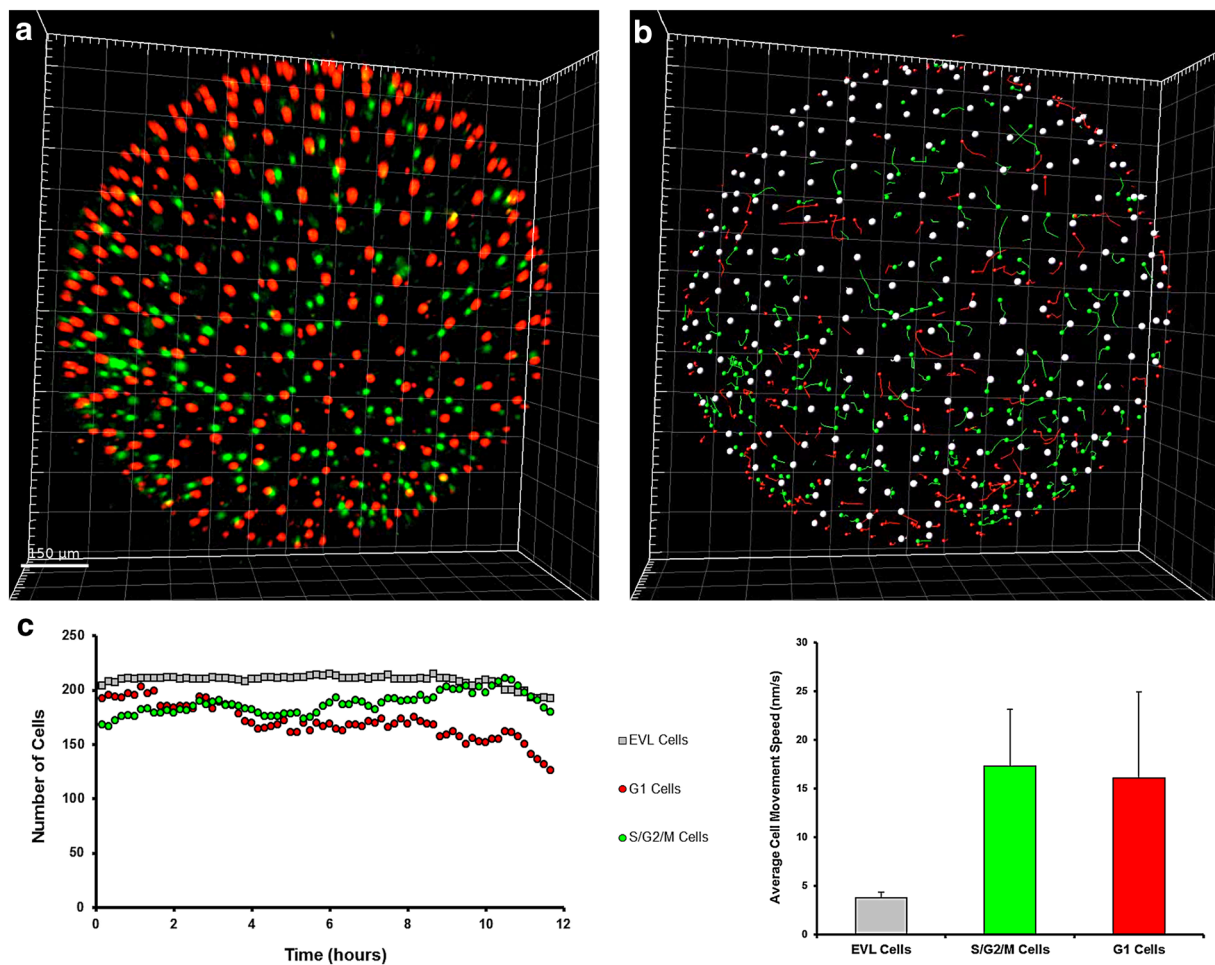 a
b
150 µm
c
250
200
150
100
50
0
0
2
4
6
8
10
12
Number of Cells
Time (hours)
EVL Cells
G1 Cells
S/G2/M Cells
30
25
20
15
10
5
0
Average Cell Movement Speed (nm/s)
EVL Cells
S/G2/M Cells
G1 Cells